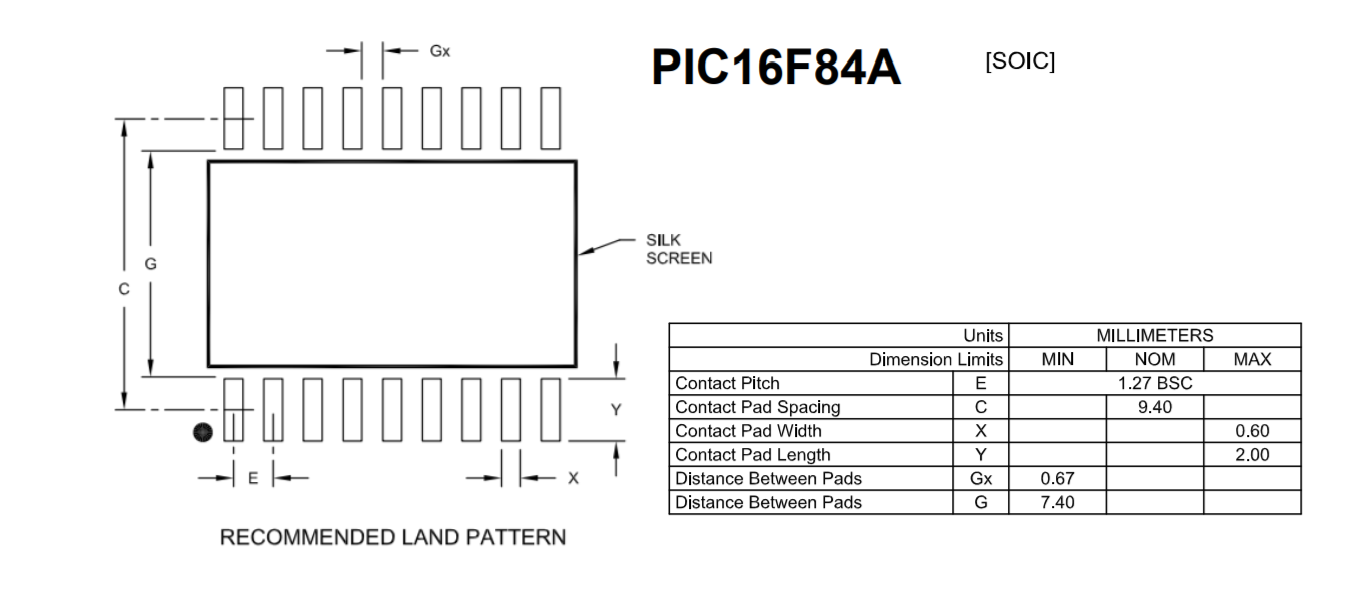 Gx
PIC16F84A
[SOIC]
G
C
SILK
SCREEN
Y
E
X
RECOMMENDED LAND PATTERN
Units MILLIMETERS
Dimension Limits MIN NOM MAX
Contact Pitch E 1.27 BSC
Contact Pad Spacing C 9.40
Contact Pad Width X 0.60
Contact Pad Length Y 2.00
Distance Between Pads Gx 0.67
Distance Between Pads G 7.40